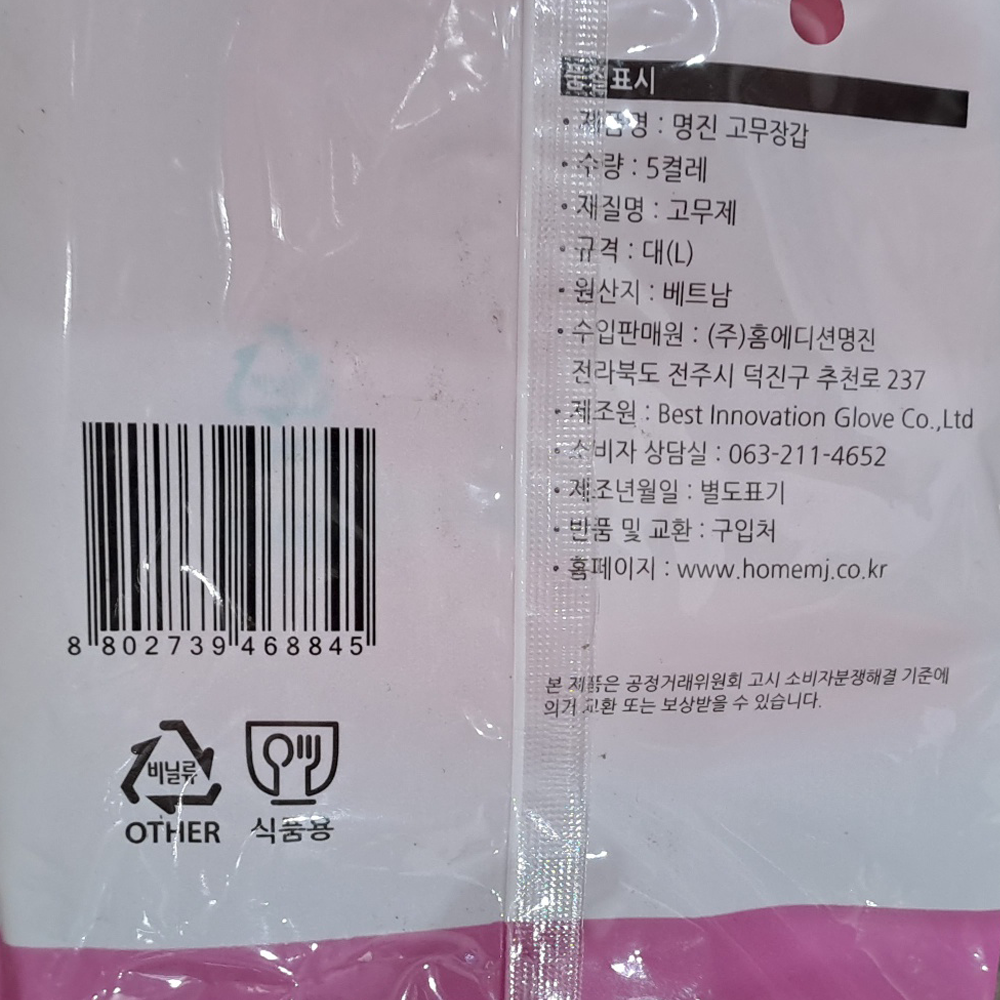 품질표시
• 제품명 : 명진 고무장갑
• 수량 : 5켤레
• 재질명 : 고무제
• 규격 : 대(L)
• 원산지 : 베트남
• 수입판매원 : (주)홈에디션명진
전라북도 전주시 덕진구 추천로 237
• 제조원 : Best Innovation Glove Co.,Ltd
• 소비자 상담실 : 063-211-4652
• 제조년월일 : 별도표기
• 반품 및 교환 : 구입처
• 홈페이지 : www.homemj.co.kr
본 제품은 공정거래위원회 고시 소비자분쟁해결 기준에
의거 교환 또는 보상받을 수 있습니다.
8 802739 468845
비닐류
OTHER
식품용